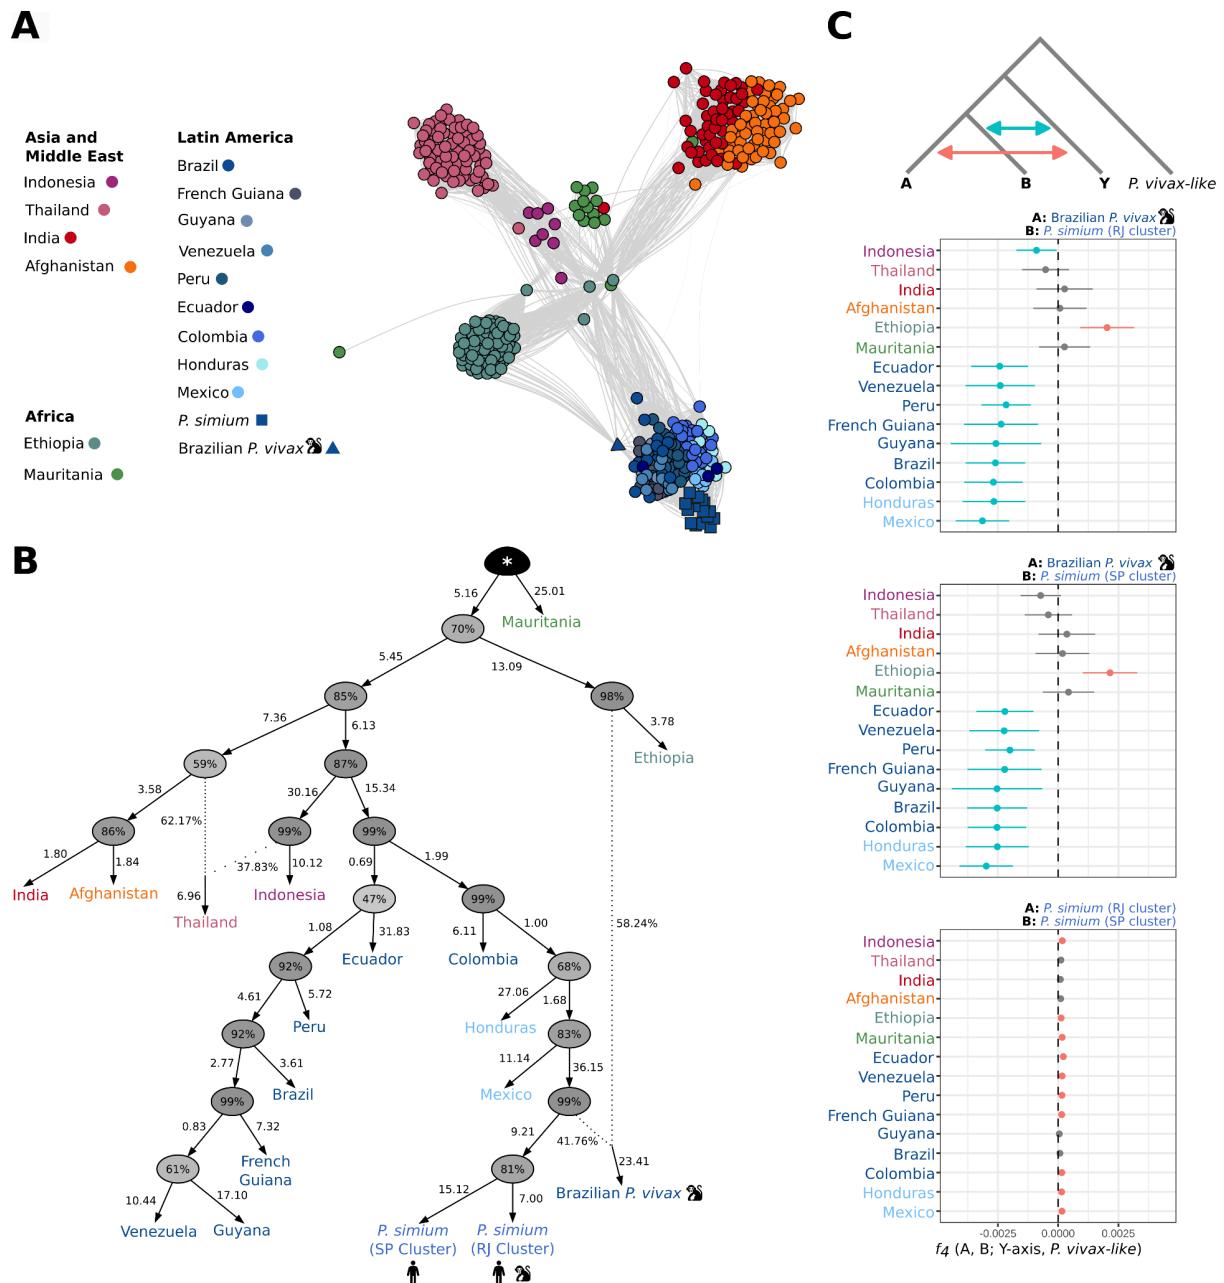 A
Asia and
Middle East
Indonesia
Thailand
India
Afghanistan
Africa
Ethiopia
Mauritania
Latin America
Brazil
French Guiana
Guyana
Venezuela
Peru
Ecuador
Colombia
Honduras
Mexico
P. simium
Brazilian P. vivax
B
*
5.16
25.01
Mauritania
70%
5.45
13.09
85%
98%
7.36
6.13
3.78
Ethiopia
59%
87%
3.58
62.17%
30.16
15.34
86%
99%
99%
1.80
1.84
37.83%
10.12
0.69
1.99
India
Afghanistan
6.96
Indonesia
47%
99%
Thailand
58.24%
1.08
31.83
6.11
1.00
Ecuador
Colombia
92%
68%
4.61
5.72
27.06
1.68
Peru
Honduras
92%
83%
2.77
3.61
11.14
36.15
Brazil
Mexico
99%
99%
0.83
7.32
9.21
41.76%
French
Guiana
61%
81%
23.41
10.44
17.10
15.12
7.00
Brazilian P. vivax
Venezuela
Guyana
P. simium
(SP Cluster)
P. simium
(RJ Cluster)
C
A
B
Y
P. vivax-like
A: Brazilian P. vivax
B: P. simium (RJ cluster)
Indonesia
Thailand
India
Afghanistan
Ethiopia
Mauritania
Ecuador
Venezuela
Peru
French Guiana
Guyana
Brazil
Colombia
Honduras
Mexico
A: Brazilian P. vivax
B: P. simium (SP cluster)
Indonesia
Thailand
India
Afghanistan
Ethiopia
Mauritania
Ecuador
Venezuela
Peru
French Guiana
Guyana
Brazil
Colombia
Honduras
Mexico
A: P. simium (RJ cluster)
B: P. simium (SP cluster)
Indonesia
Thailand
India
Afghanistan
Ethiopia
Mauritania
Ecuador
Venezuela
Peru
French Guiana
Guyana
Brazil
Colombia
Honduras
Mexico
-0.0025 0.0000 0.0025
f4 (A, B; Y-axis, P. vivax-like)